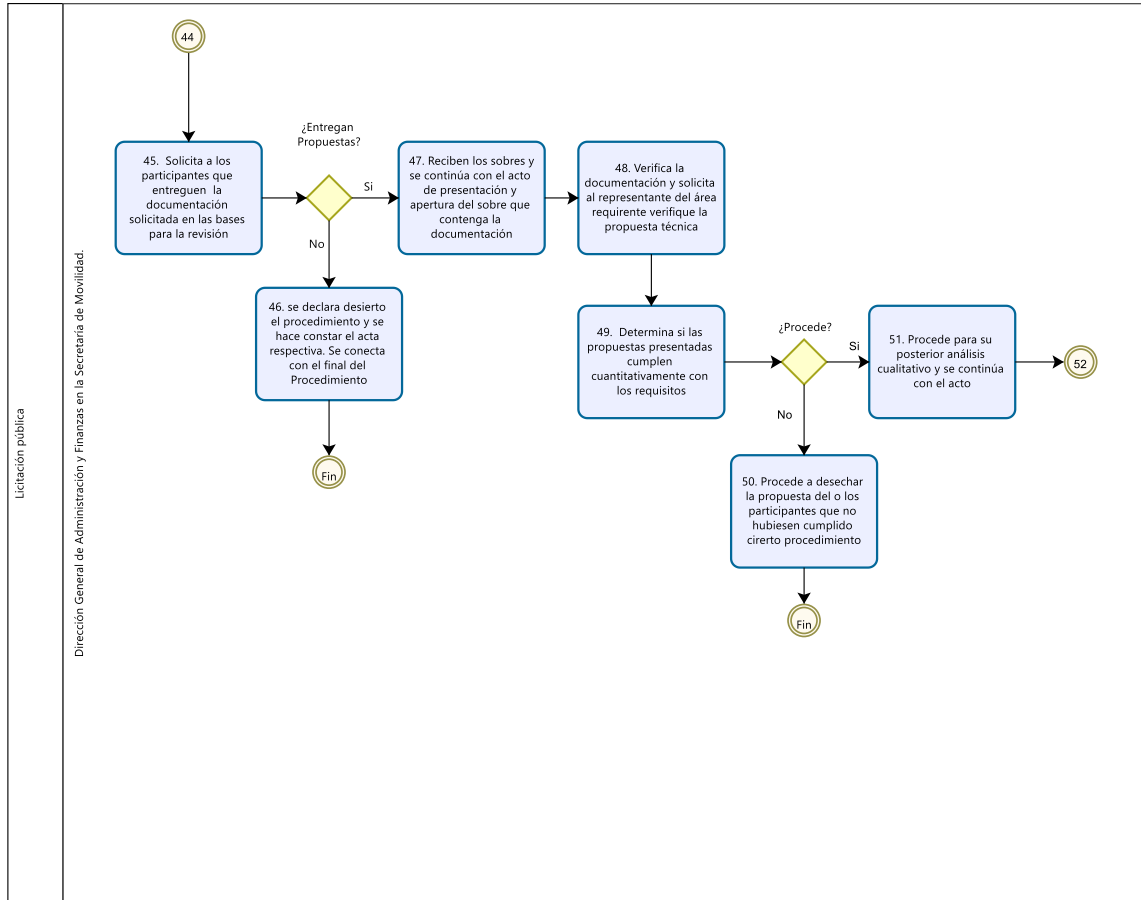 Licitación pública
Dirección General de Administración y Finanzas en la Secretaría de Movilidad.
44
45. Solicita a los
participantes que
entreguen la
documentación
solicitada en las bases
para la revisión
¿Entregan
Propuestas?
Si
No
46. se declara desierto
el procedimiento y se
hace constar el acta
respectiva. Se conecta
con el final del
Procedimiento
Fin
47. Reciben los sobres y
se continúa con el acto
de presentación y
apertura del sobre que
contenga la
documentación
48. Verifica la
documentación y solicita
al representante del área
requirente verifique la
propuesta técnica
49. Determina si las
propuestas presentadas
cumplen
cuantitativamente con
los requisitos
¿Procede?
Si
No
50. Procede a desechar
la propuesta del o los
participantes que no
hubiesen cumplido
cirerto procedimiento
Fin
51. Procede para su
posterior análisis
cualitativo y se continúa
con el acto
52